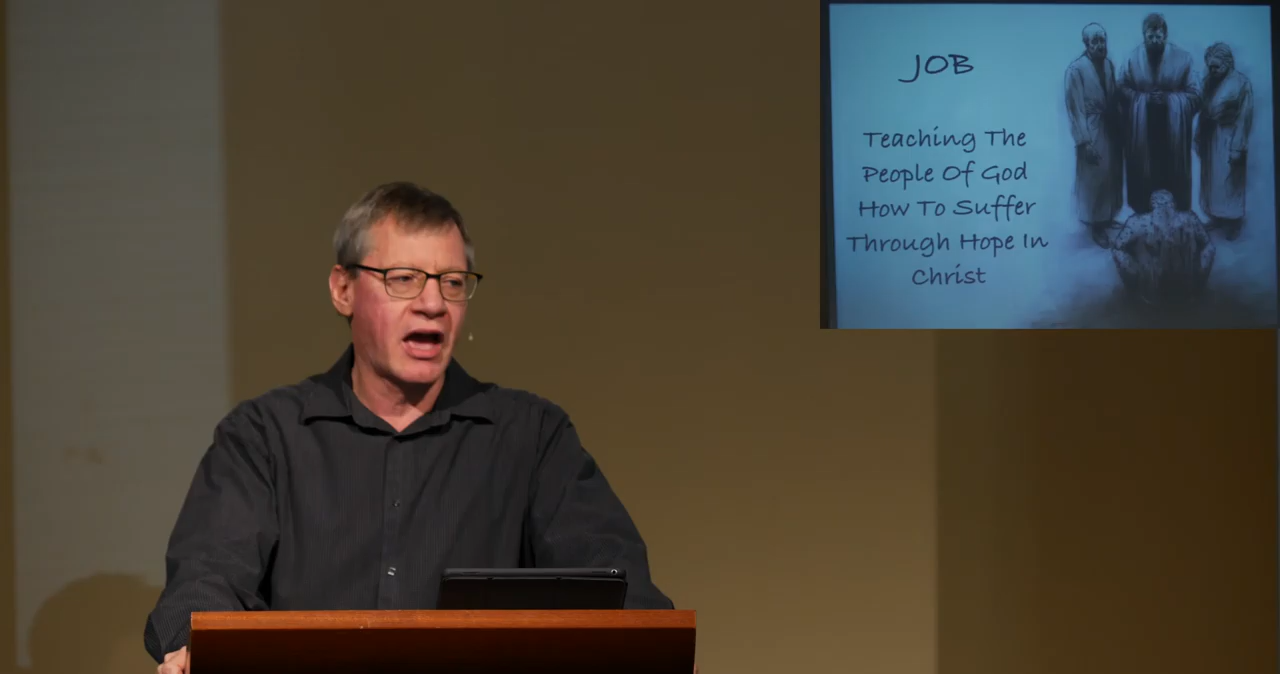 JOB
Teaching The
People Of God
How To Suffer
Through Hope In
Christ